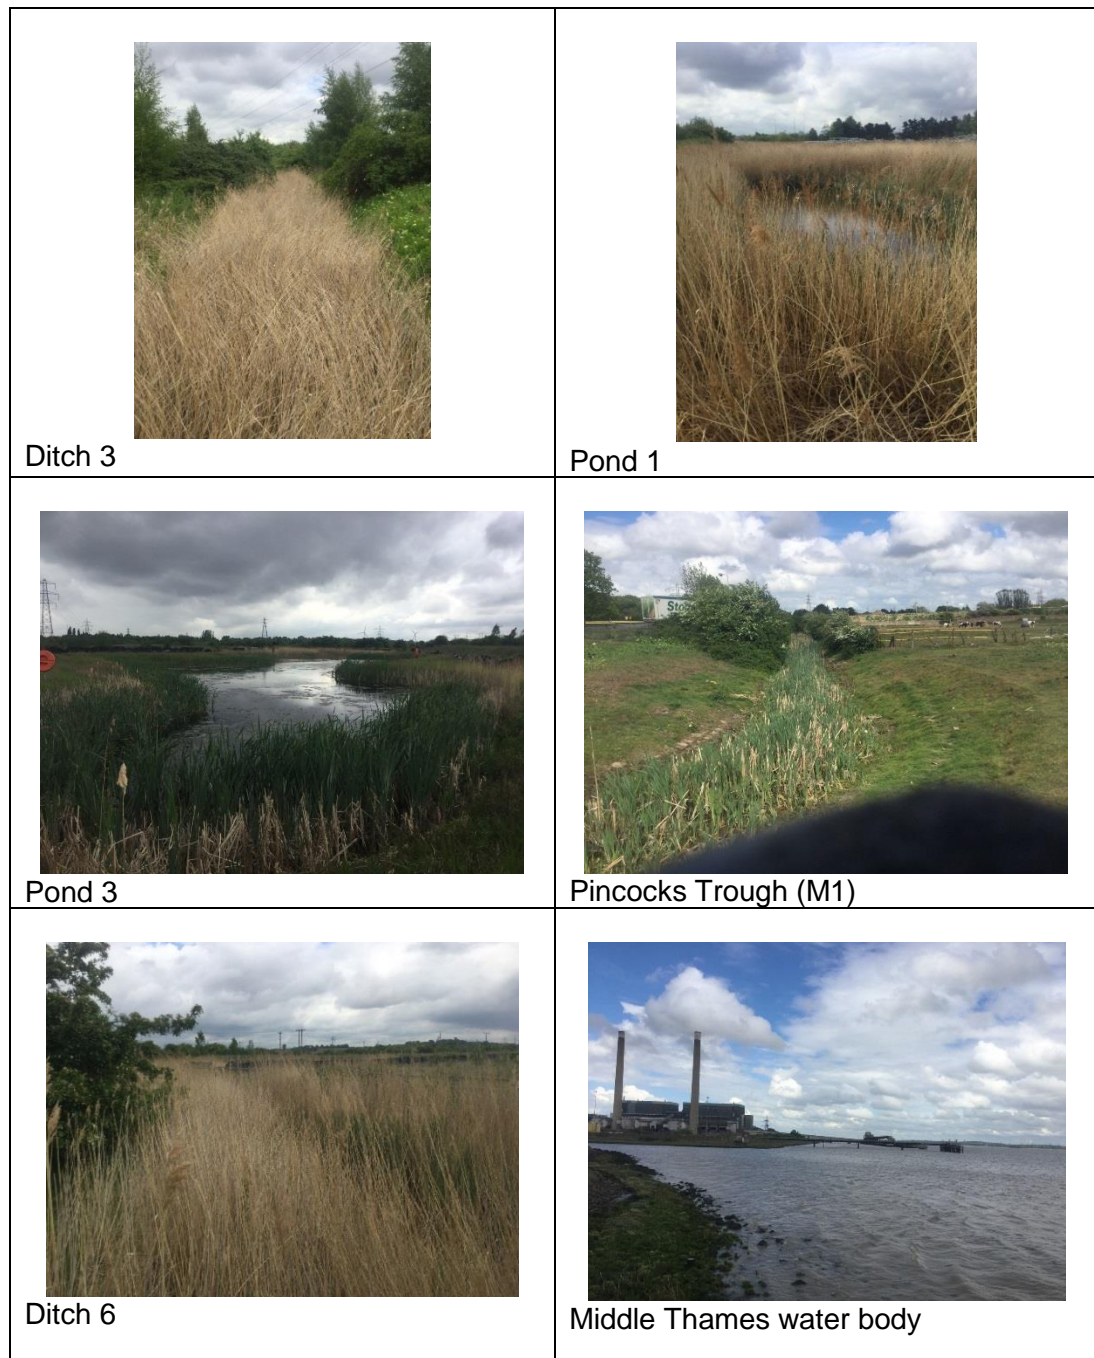 Ditch 3
Pond 1
Pond 3
Pincocks Trough (M1)
Ditch 6
Middle Thames water body